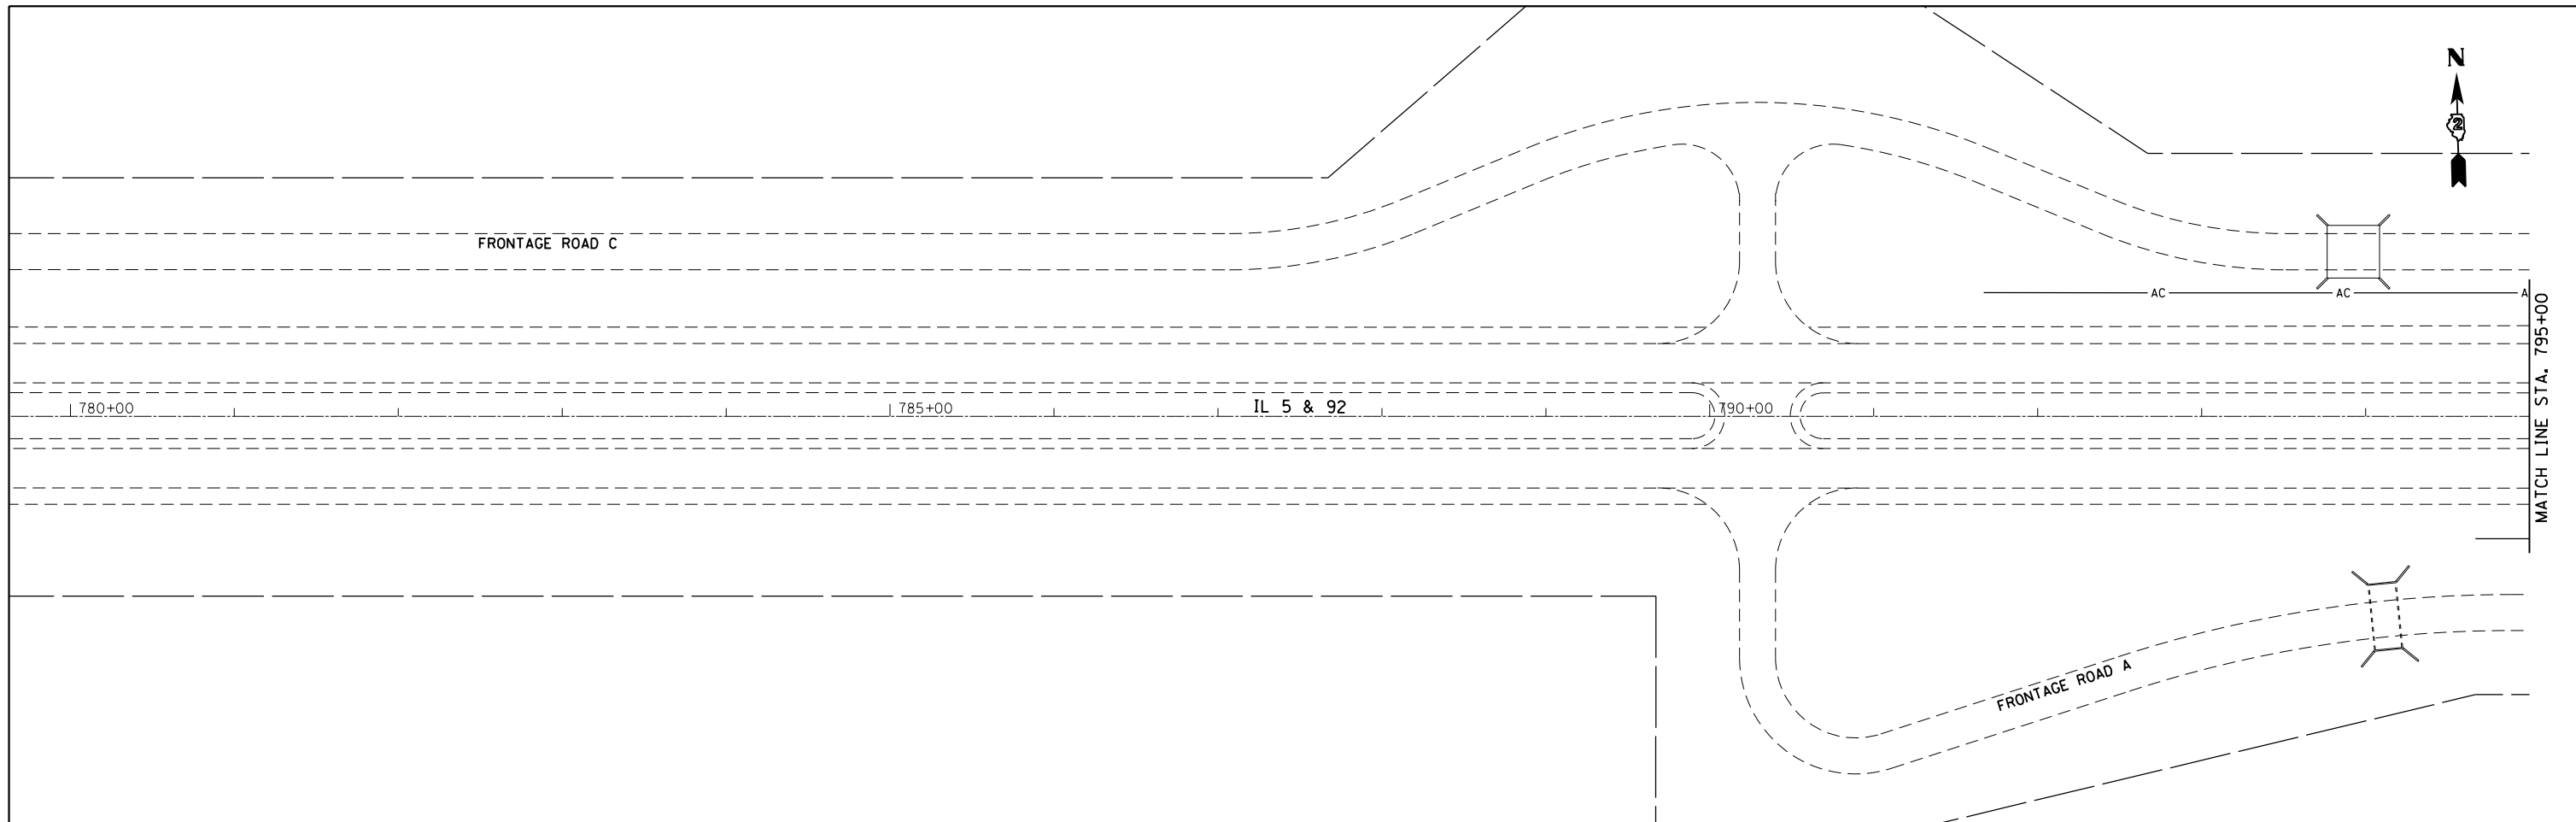 N
2
FRONTAGE ROAD C
AC AC A
MATCH LINE STA. 795+00
780+00 785+00 IL 5 & 92 790+00
FRONTAGE ROAD A